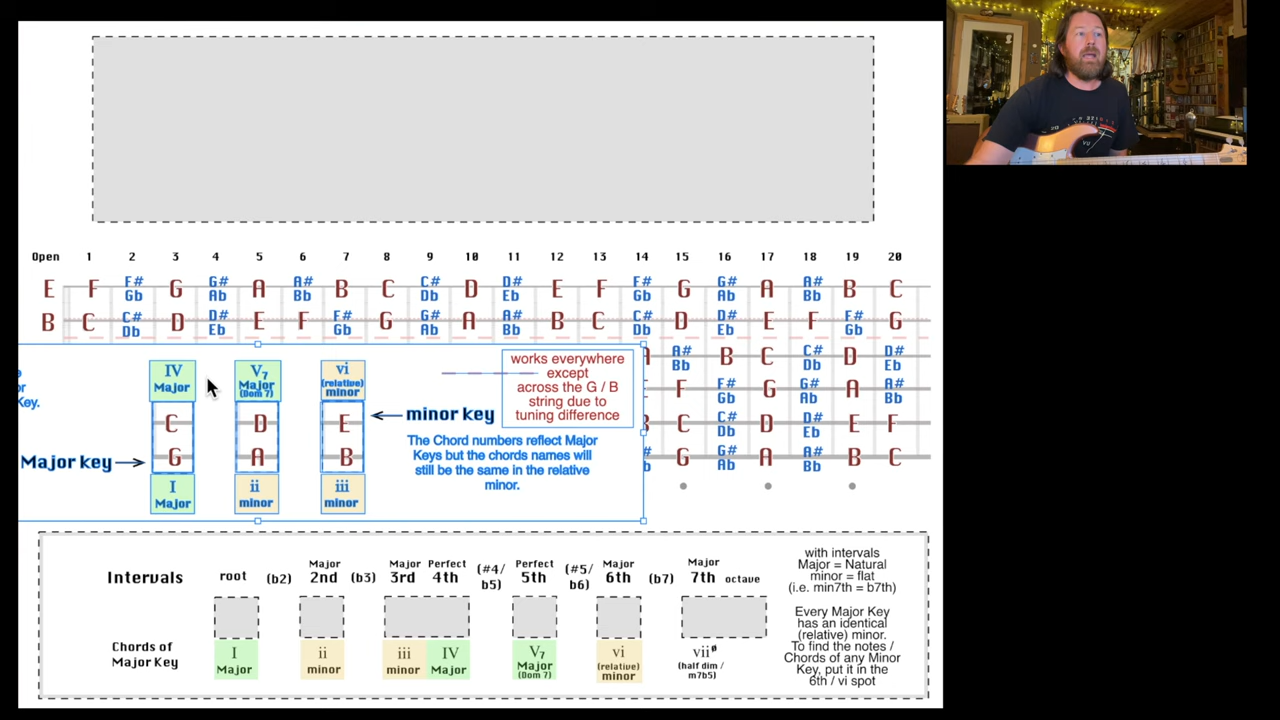 Open 1 2 3 4 5 6 7 8 9 10 11 12 13 14 15 16 17 18 19 20
E F F# Gb G G# Ab A A# Bb B C C# Db D D# Eb E F F# Gb G G# Ab A A# Bb B C
B C C# Db D D# Eb E F F# Gb G G# Ab A A# Bb B C C# Db D D# Eb E F F# Gb G
A# Bb B C C# Db D D# Eb
F F# Gb G G# Ab A A# Bb
C C# Db D D# Eb E F
G G# Ab A A# Bb B C
Key.
IV
Major
V7
Major
(Dom 7)
vi
(relative)
minor
works everywhere
except
across the G / B
string due to
tuning difference
C D E
minor key
Major key
G A B
The Chord numbers reflect Major
Keys but the chords names will
still be the same in the relative
minor.
I
Major
ii
minor
iii
minor
Intervals
root
(b2)
Major
2nd
(b3)
Major
3rd
Perfect
4th
(#4/
b5)
Perfect
5th
(#5/
b6)
Major
6th
(b7)
Major
7th
octave
Chords of
Major Key
I
Major
ii
minor
iii
minor
IV
Major
V7
Major
(Dom 7)
vi
(relative)
minor
viiø
(half dim /
m7b5)
with intervals
Major = Natural
minor = flat
(i.e. min7th = b7th)
Every Major Key
has an identical
(relative) minor.
To find the notes /
Chords of any Minor
Key, put it in the
6th / vi spot
VU